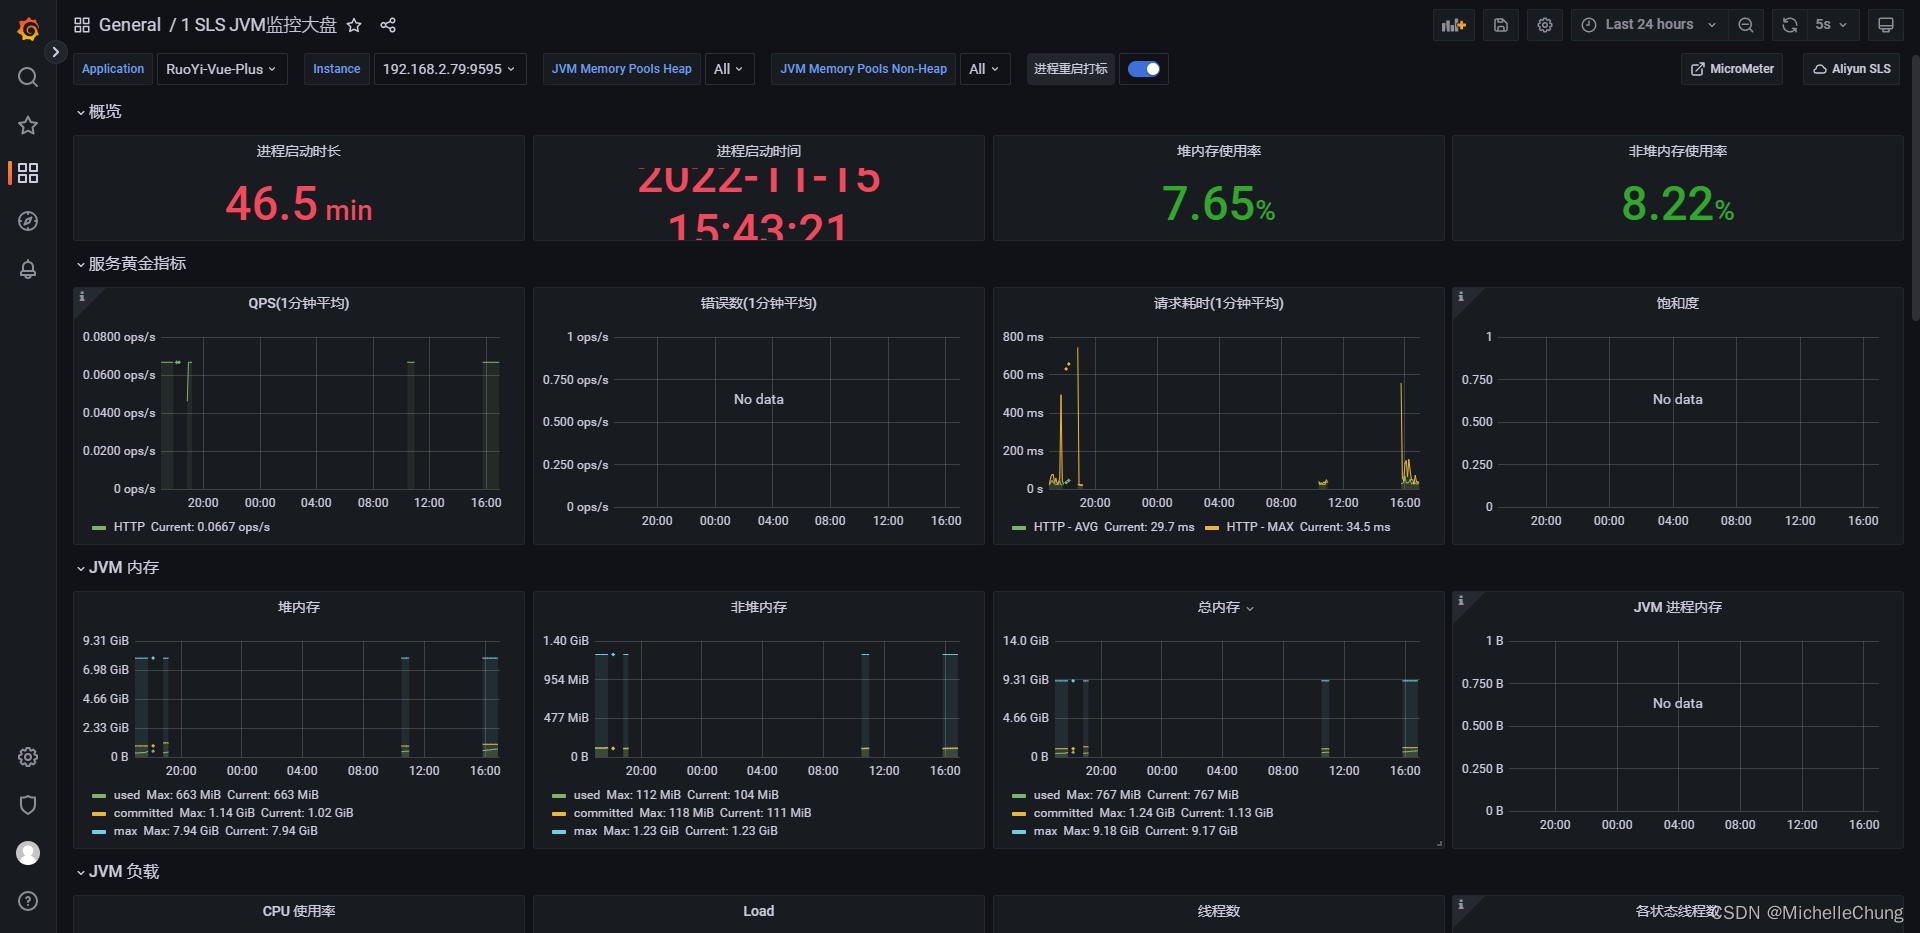 General / 1 SLS JVM监控大盘
Last 24 hours
5s
Application RuoYi-Vue-Plus Instance 192.168.2.79:9595 JVM Memory Pools Heap All JVM Memory Pools Non-Heap All 进程重启打标
MicroMeter Aliyun SLS
概览
进程启动时长
46.5 min
进程启动时间
2022-11-15
15:43:21
堆内存使用率
7.65%
非堆内存使用率
8.22%
服务黄金指标
QPS(1分钟平均)
0.0800 ops/s
0.0600 ops/s
0.0400 ops/s
0.0200 ops/s
0 ops/s
20:00 00:00 04:00 08:00 12:00 16:00
HTTP Current: 0.0667 ops/s
错误数(1分钟平均)
1 ops/s
0.750 ops/s
0.500 ops/s
0.250 ops/s
0 ops/s
No data
20:00 00:00 04:00 08:00 12:00 16:00
请求耗时(1分钟平均)
800 ms
600 ms
400 ms
200 ms
0 s
20:00 00:00 04:00 08:00 12:00 16:00
HTTP - AVG Current: 29.7 ms HTTP - MAX Current: 34.5 ms
饱和度
1
0.750
0.500
0.250
0
No data
20:00 00:00 04:00 08:00 12:00 16:00
JVM 内存
堆内存
9.31 GiB
6.98 GiB
4.66 GiB
2.33 GiB
0 B
20:00 00:00 04:00 08:00 12:00 16:00
used Max: 663 MiB Current: 663 MiB
committed Max: 1.14 GiB Current: 1.02 GiB
max Max: 7.94 GiB Current: 7.94 GiB
非堆内存
1.40 GiB
954 MiB
477 MiB
0 B
20:00 00:00 04:00 08:00 12:00 16:00
used Max: 112 MiB Current: 104 MiB
committed Max: 118 MiB Current: 111 MiB
max Max: 1.23 GiB Current: 1.23 GiB
总内存
14.0 GiB
9.31 GiB
4.66 GiB
0 B
20:00 00:00 04:00 08:00 12:00 16:00
used Max: 767 MiB Current: 767 MiB
committed Max: 1.24 GiB Current: 1.13 GiB
max Max: 9.18 GiB Current: 9.17 GiB
JVM 进程内存
1 B
0.750 B
0.500 B
0.250 B
0 B
No data
20:00 00:00 04:00 08:00 12:00 16:00
JVM 负载
CPU 使用率
Load
线程数
各状态线程数
CSDN @MichelleChung